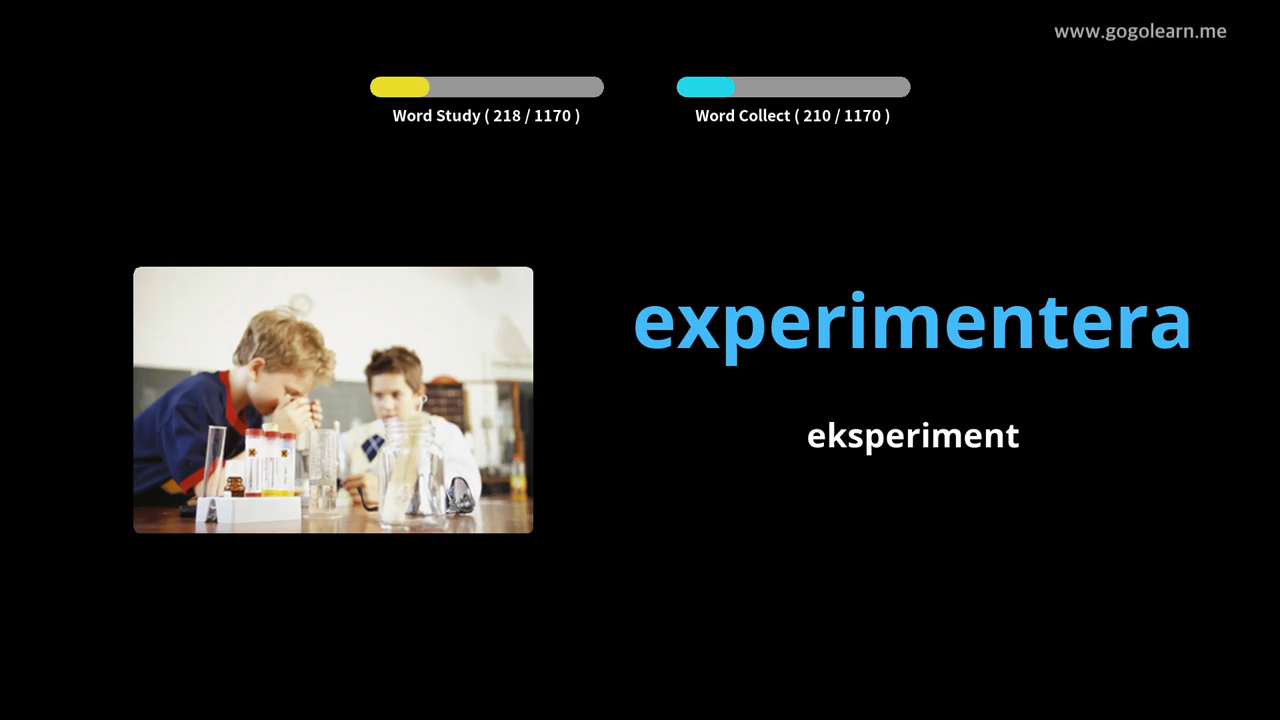 www.gogolearn.me
Word Study ( 218 / 1170 )
Word Collect ( 210 / 1170 )
experimentera
eksperiment